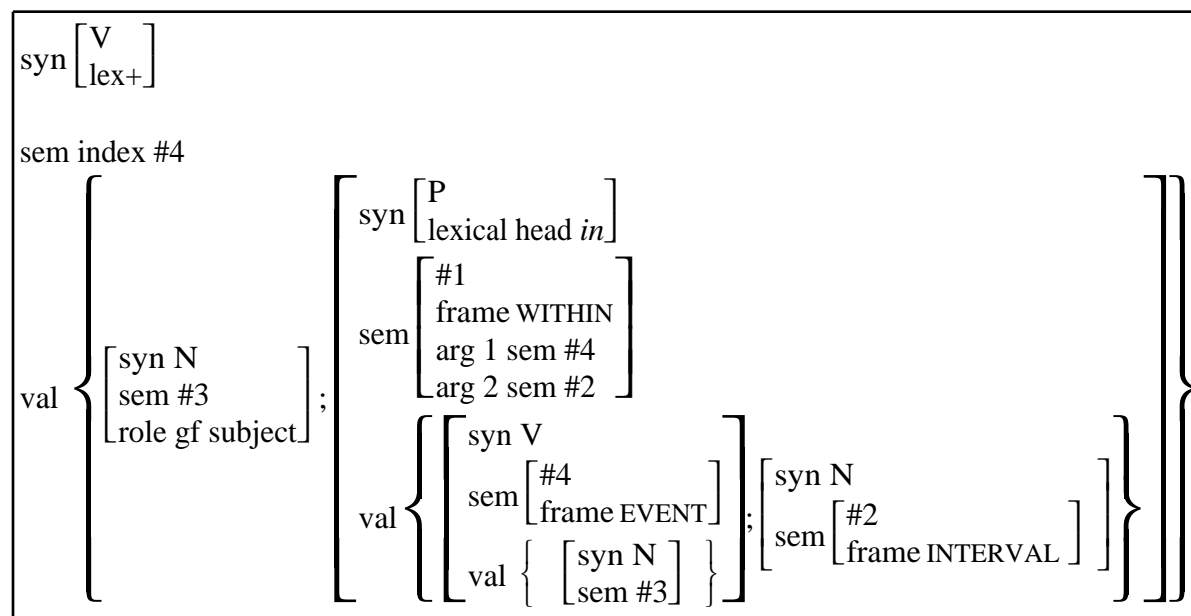 syn [V
lex+]
sem index #4
val { [syn N
sem #3
role gf subject] ; [syn [P
lexical head in]
sem [#1
frame WITHIN
arg 1 sem #4
arg 2 sem #2]
val { [syn V
sem [#4
frame EVENT]
val { [syn N
sem #3] } ] ; [syn N
sem [#2
frame INTERVAL] ] } ] }